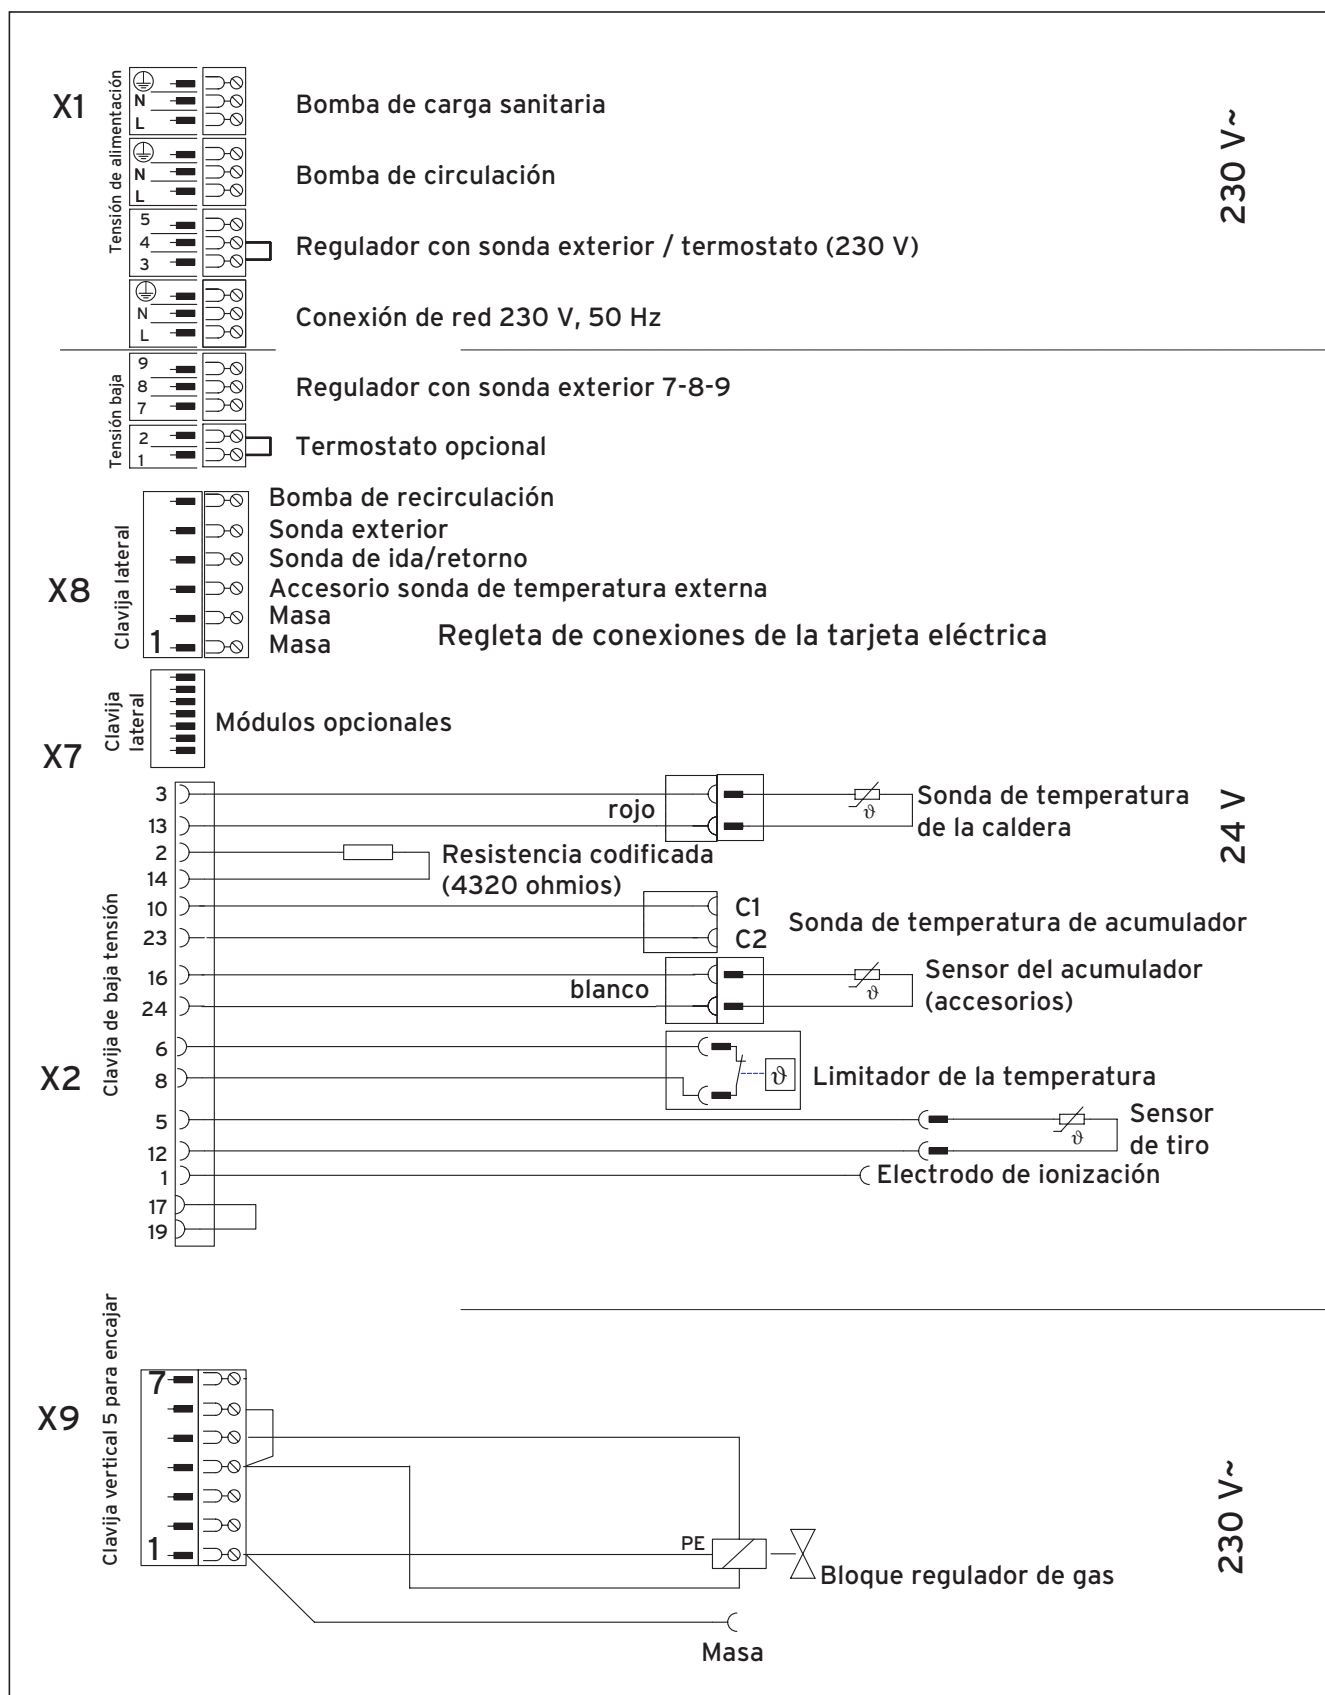 X1
Tensión de alimentación
N
L
Bomba de carga sanitaria
N
L
Bomba de circulación
5
4
3
Regulador con sonda exterior / termostato (230 V)
N
L
Conexión de red 230 V, 50 Hz
230 V~
Tensión baja
9
8
7
Regulador con sonda exterior 7-8-9
2
1
Termostato opcional
X8
Clavija lateral
1
Bomba de recirculación
Sonda exterior
Sonda de ida/retorno
Accesorio sonda de temperatura externa
Masa
Masa
Regleta de conexiones de la tarjeta eléctrica
X7
Clavija
lateral
Módulos opcionales
24 V
X2
Clavija de baja tensión
3
13
rojo
ϑ
Sonda de temperatura
de la caldera
2
14
Resistencia codificada
(4320 ohmios)
10
23
C1
C2
Sonda de temperatura de acumulador
16
24
blanco
ϑ
Sensor del acumulador
(accesorios)
6
8
ϑ
Limitador de la temperatura
5
12
ϑ
Sensor
de tiro
1
Electrodo de ionización
17
19
X9
Clavija vertical 5 para encajar
7
1
PE
Bloque regulador de gas
Masa
230 V~